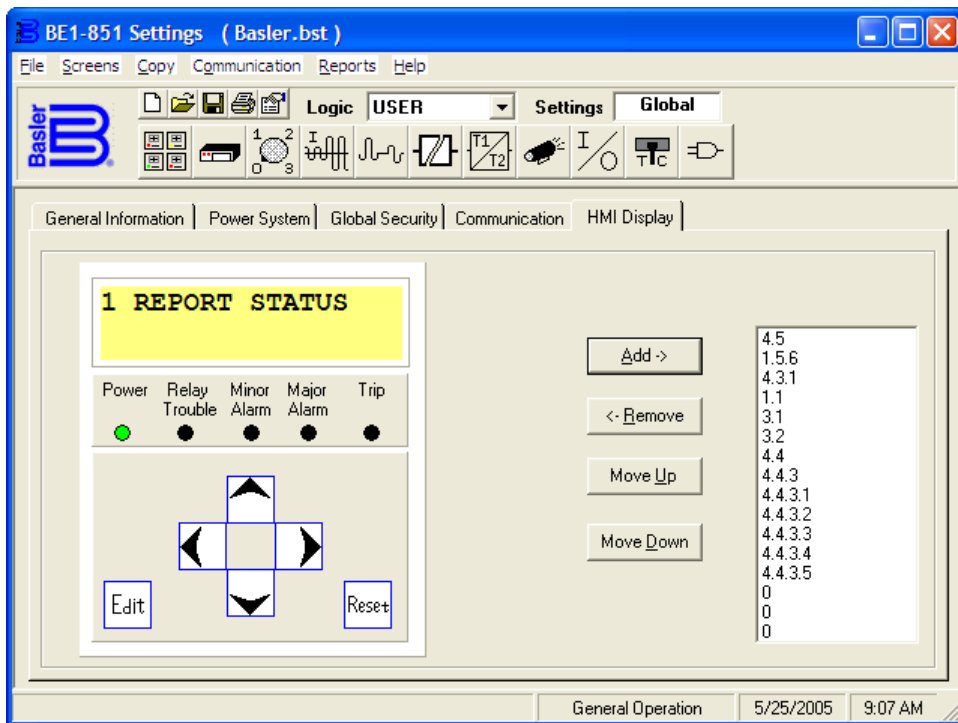 BE1-851 Settings ( Basler.bst )
File Screens Copy Communication Reports Help
Basler
Logic USER Settings Global
1 2 0 3 I T1 T2 I O T C
General Information Power System Global Security Communication HMI Display
1 REPORT STATUS
Power Relay Trouble Minor Alarm Major Alarm Trip
Edit
Reset
Add ->
<- Remove
Move Up
Move Down
4.5
1.5.6
4.3.1
1.1
3.1
3.2
4.4
4.4.3
4.4.3.1
4.4.3.2
4.4.3.3
4.4.3.4
4.4.3.5
0
0
0
General Operation 5/25/2005 9:07 AM